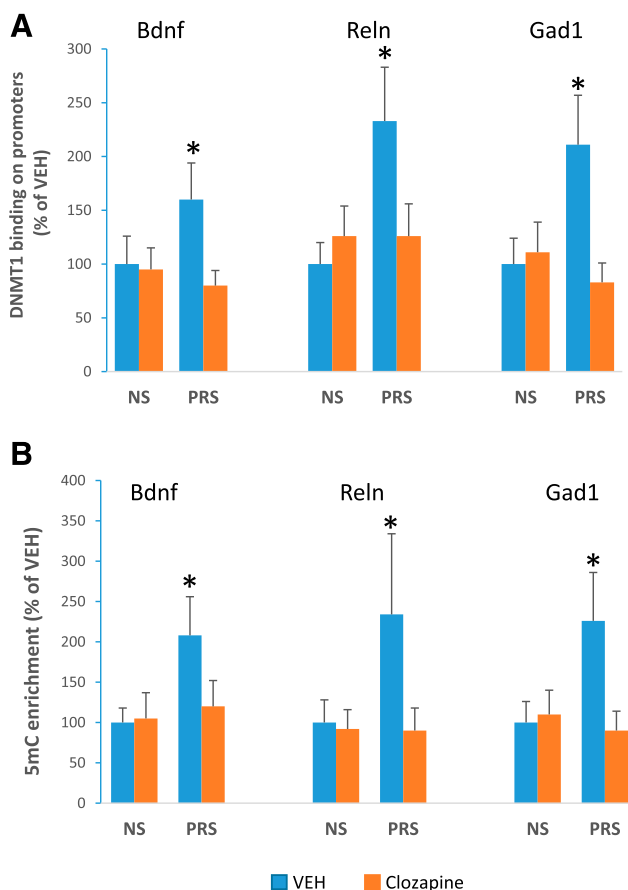 A
Bdnf
Reln
Gad1
DNMT1 binding on promoters
(% of VEH)
300
250
200
150
100
50
0
*
*
*
NS
PRS
NS
PRS
NS
PRS
B
Bdnf
Reln
Gad1
5mC enrichment (% of VEH)
400
350
300
250
200
150
100
50
0
*
*
*
NS
PRS
NS
PRS
NS
PRS
VEH
Clozapine